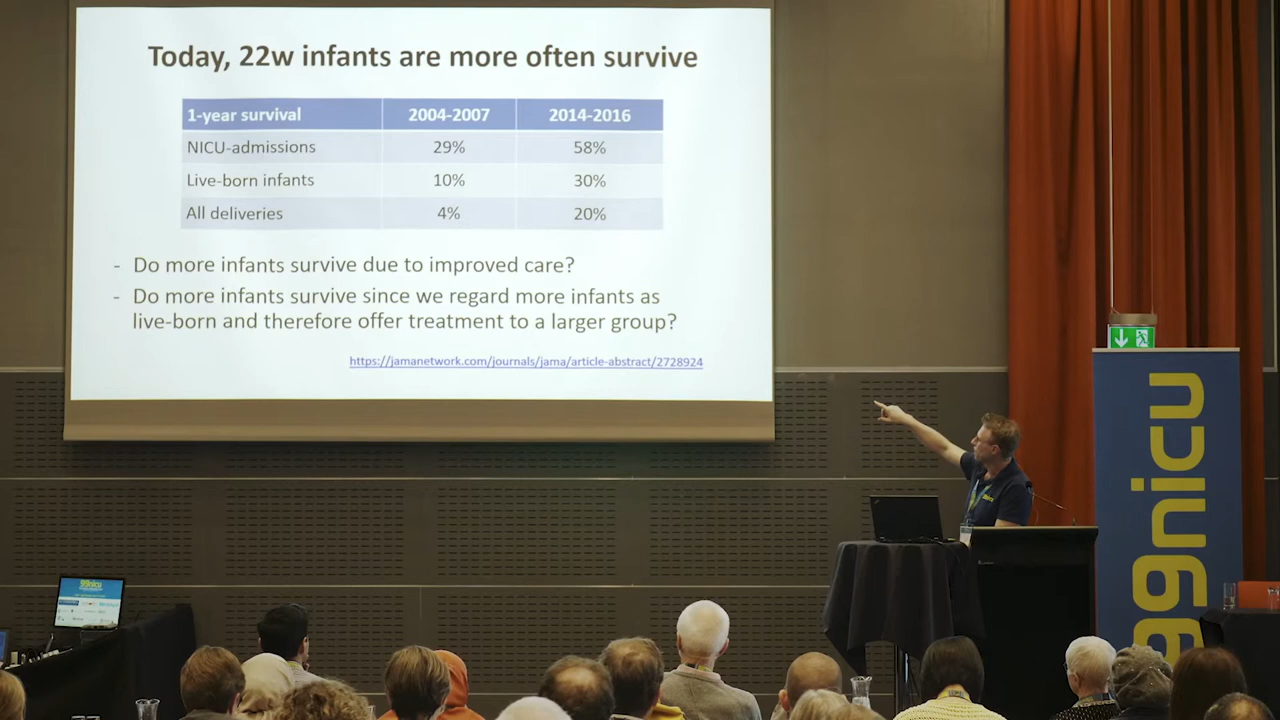 Today, 22w infants are more often survive
1-year survival 2004-2007 2014-2016
NICU-admissions 29% 58%
Live-born infants 10% 30%
All deliveries 4% 20%
- Do more infants survive due to improved care?
- Do more infants survive since we regard more infants as
live-born and therefore offer treatment to a larger group?
https://jamanetwork.com/journals/jama/article-abstract/2728924
99nicu
99nicu